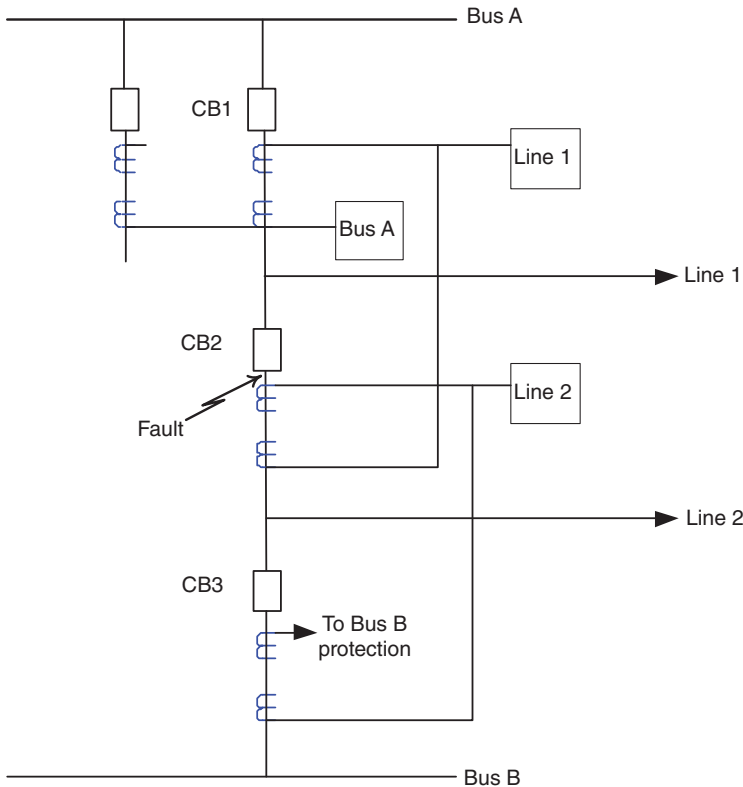 Bus A
CB1
Line 1
Bus A
Line 1
CB2
Line 2
Fault
Line 2
CB3
To Bus B
protection
Bus B